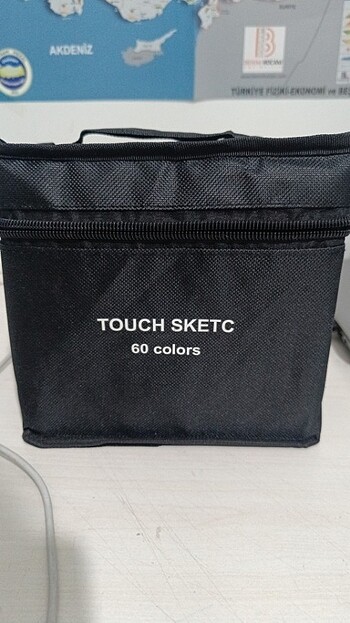 AKDENİZ
TÜRKİYE FİZİKİ-EKONOMİ ve BE
TOUCH SKETC
60 colors